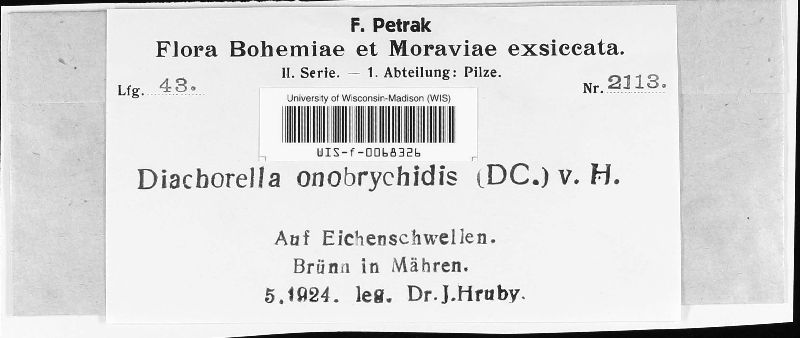 F. Petrak
Flora Bohemiae et Moraviae exsiccata.
II. Serie. — 1. Abteilung: Pilze.
Lfg. 43.
Nr. 2113.
University of Wisconsin-Madison (WIS)
WIS-f-0068326
Diachorella onobrychidis (DC.) v. H.
Auf Eichenschwellen.
Brünn in Mähren.
5.1924. leg. Dr. J. Hruby.